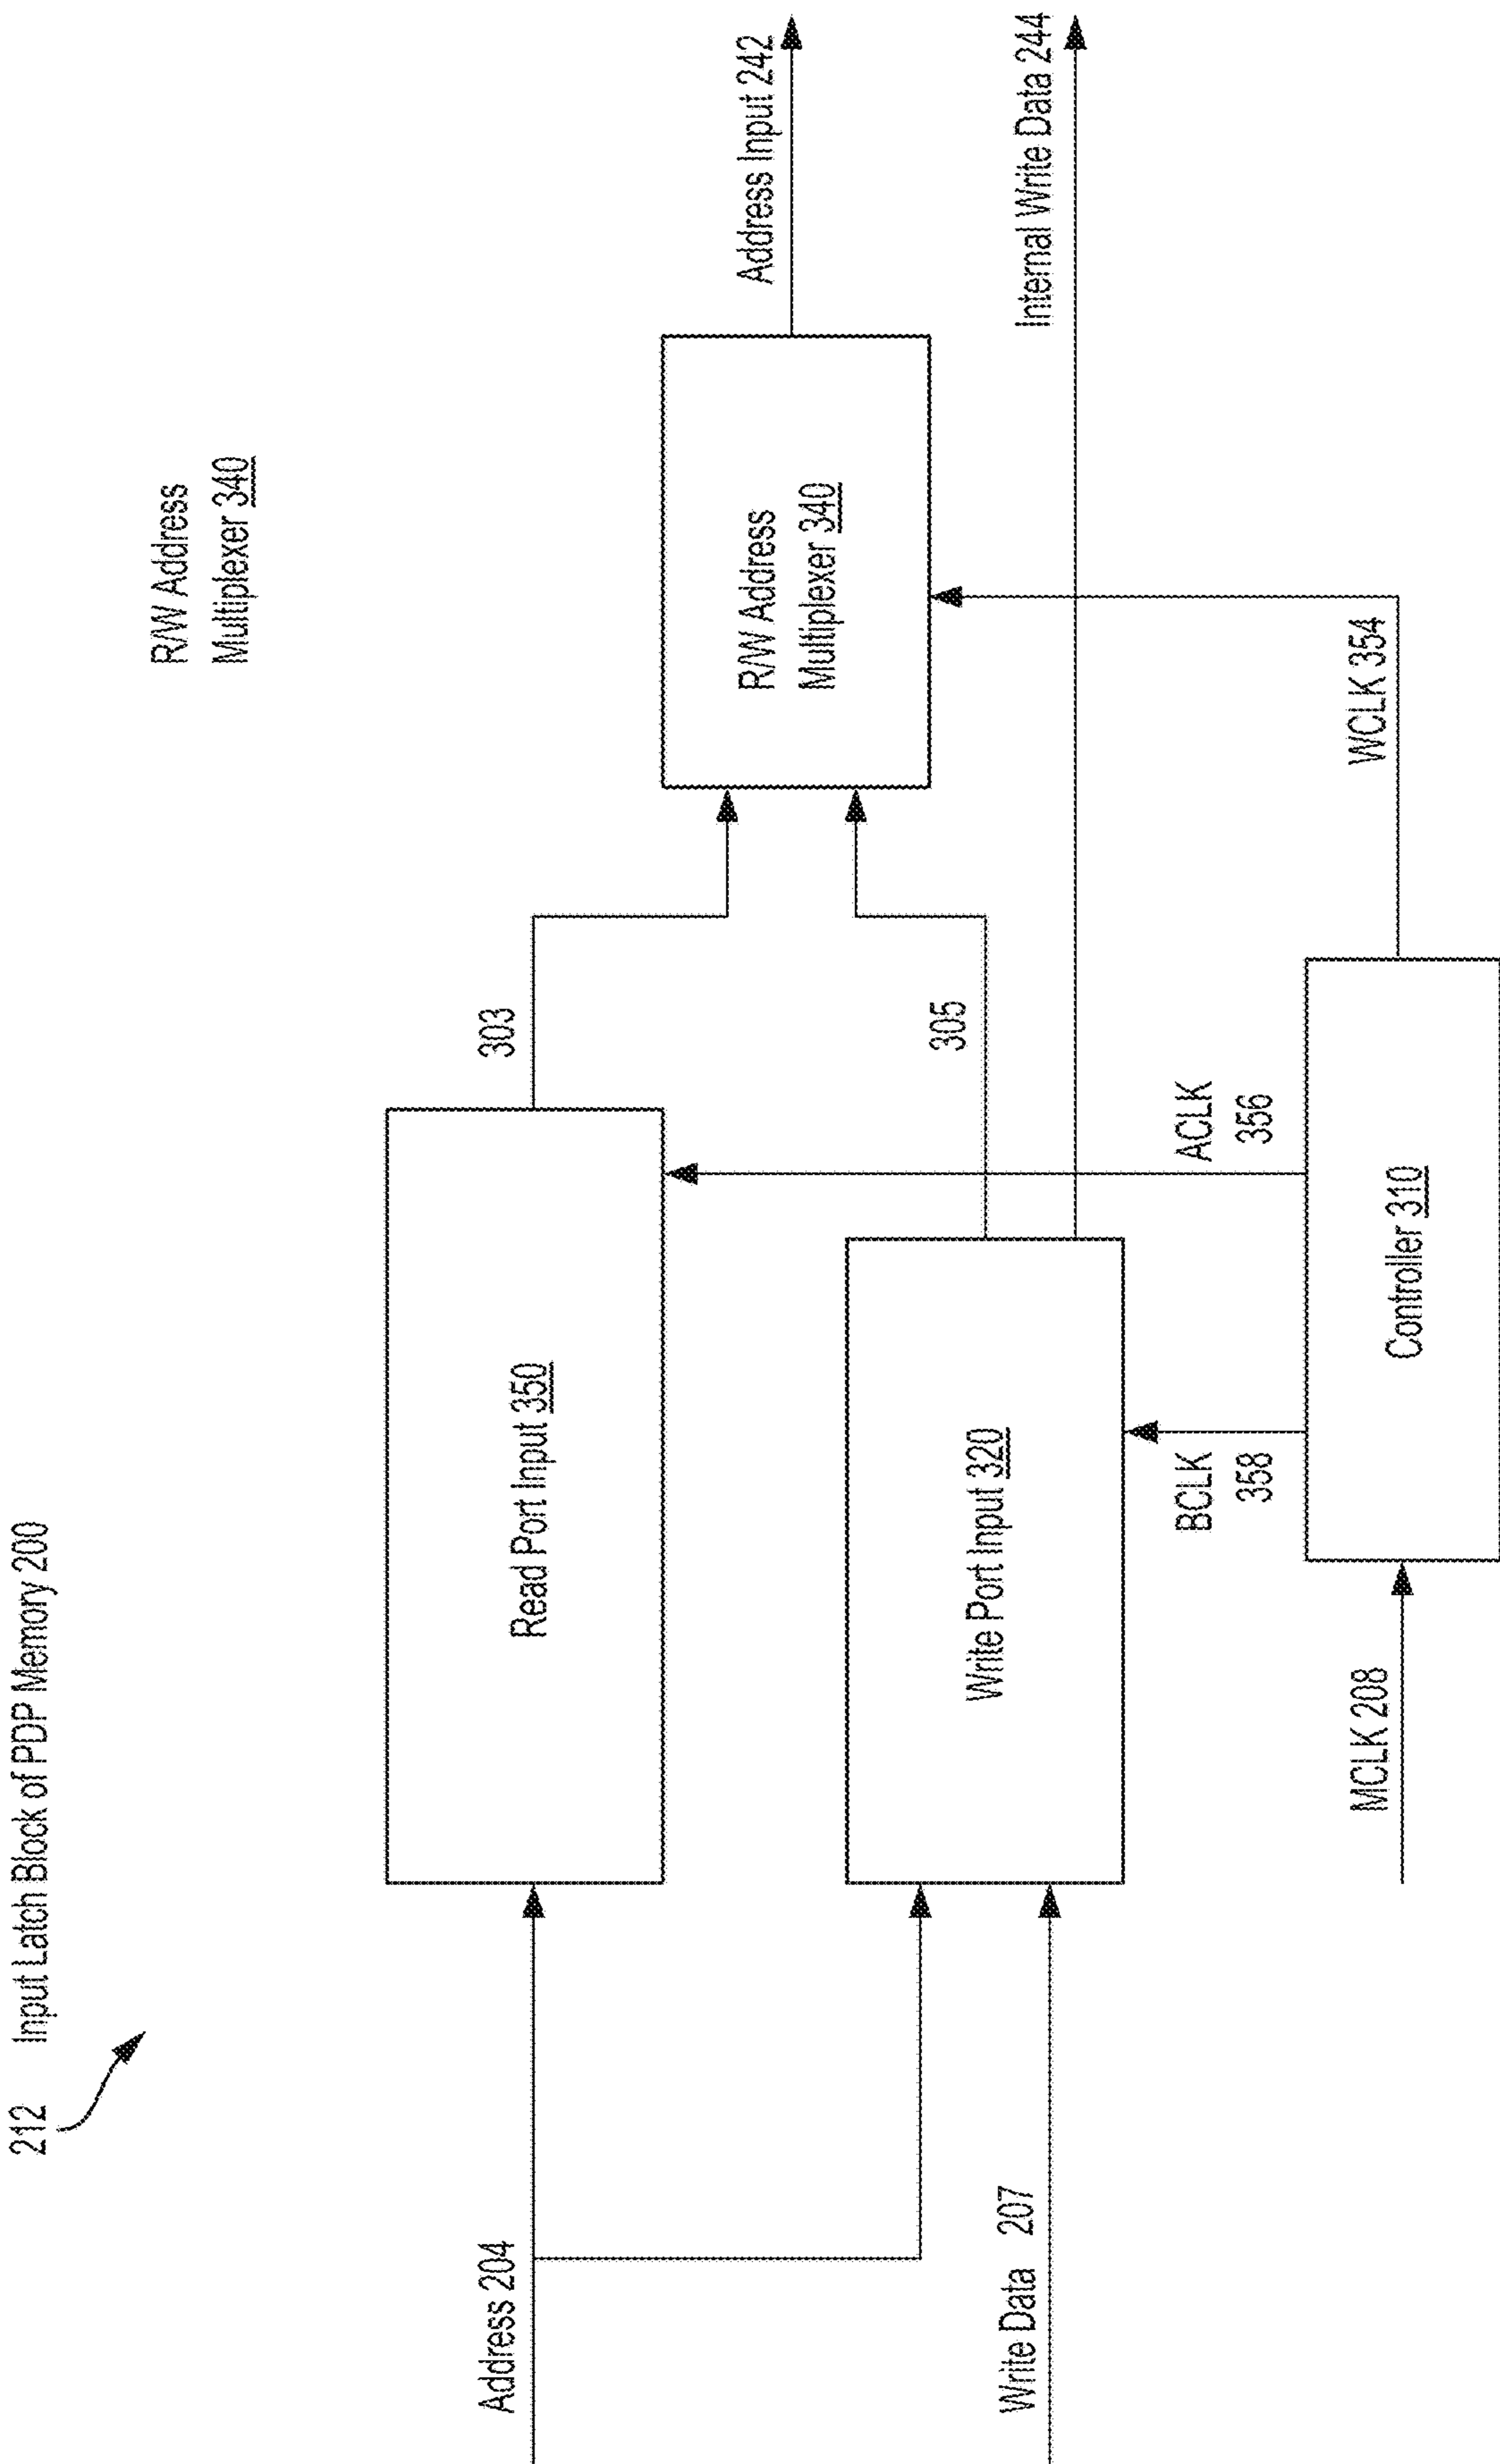 212 Input Latch Block of PDP Memory 200
R/W Address
Multiplexer 340
Address 204
Read Port Input 350
303
R/W Address
Multiplexer 340
Address Input 242
Write Data 207
Write Port Input 320
305
Internal Write Data 244
BCLK
358
ACLK
356
MCLK 208
Controller 310
WCLK 354